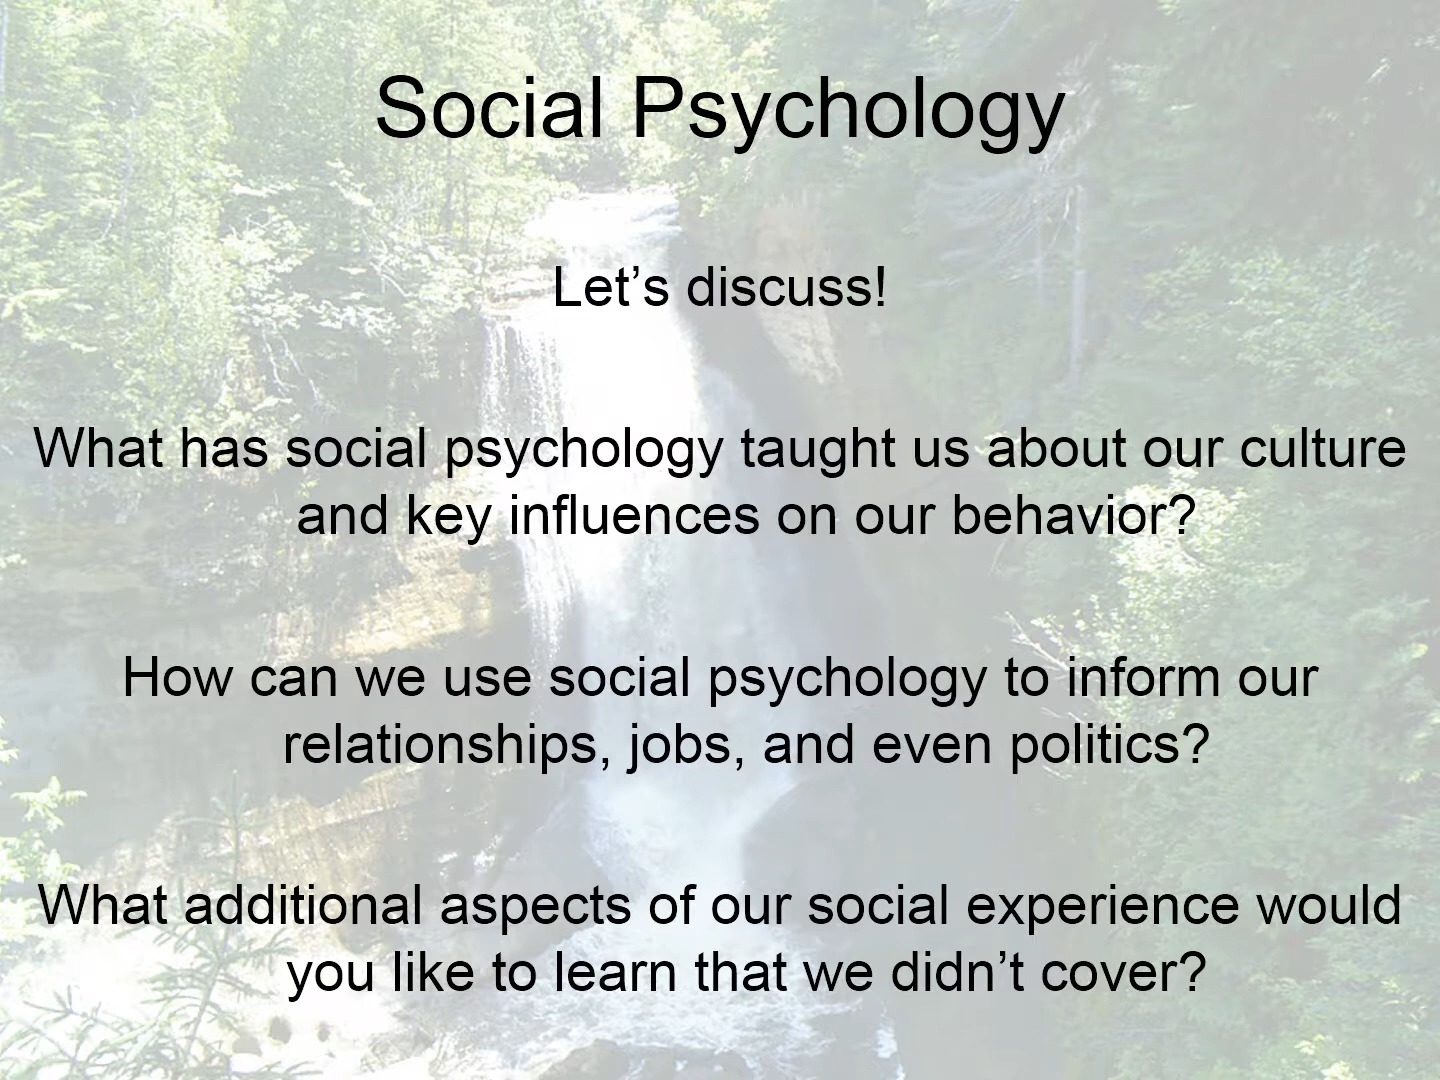 Social Psychology
Let’s discuss!
What has social psychology taught us about our culture
and key influences on our behavior?
How can we use social psychology to inform our
relationships, jobs, and even politics?
What additional aspects of our social experience would
you like to learn that we didn’t cover?